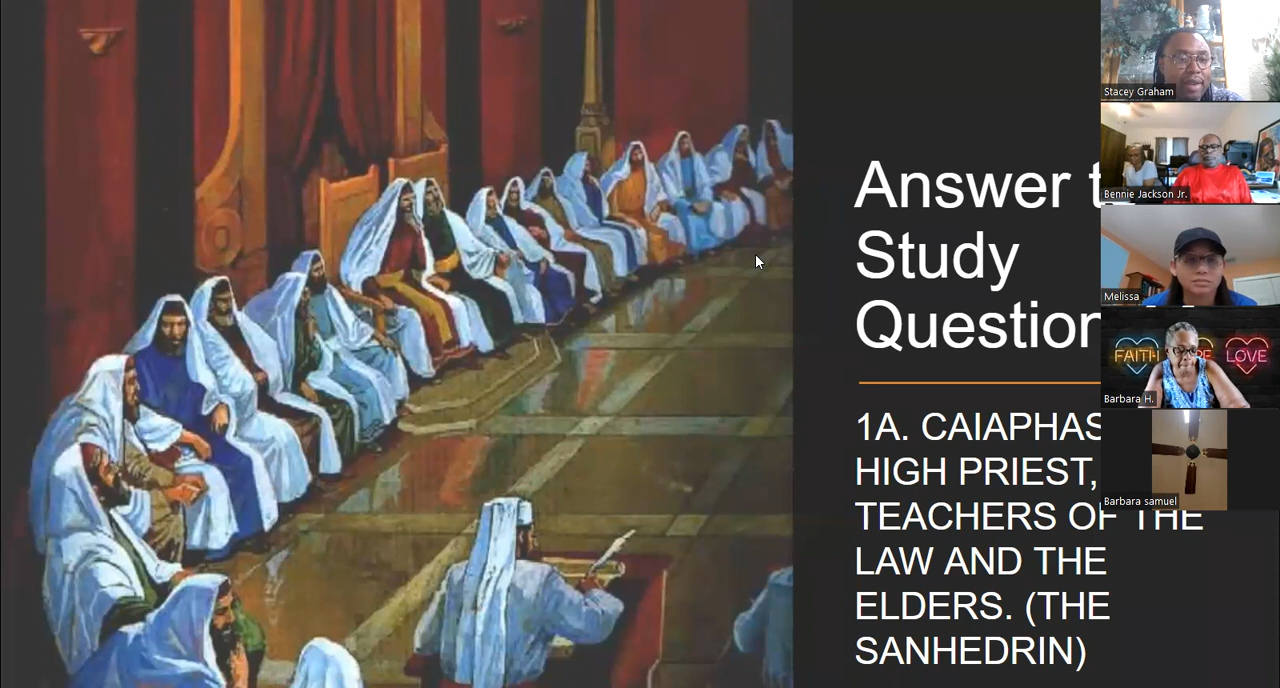 Answer t
Study
Question
1A. CAIAPHAS
HIGH PRIEST,
TEACHERS OF THE
LAW AND THE
ELDERS. (THE
SANHEDRIN)
Stacey Graham
Bennie Jackson Jr.
Melissa
FAITH PE LOVE
Barbara H.
Barbara samuel